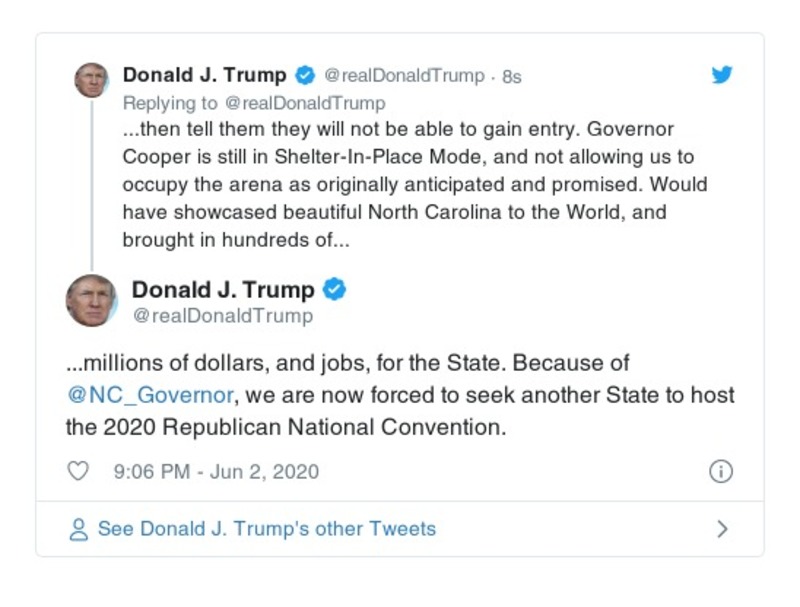 Donald J. Trump @realDonaldTrump · 8s
Replying to @realDonaldTrump
...then tell them they will not be able to gain entry. Governor
Cooper is still in Shelter-In-Place Mode, and not allowing us to
occupy the arena as originally anticipated and promised. Would
have showcased beautiful North Carolina to the World, and
brought in hundreds of...
Donald J. Trump
@realDonaldTrump
...millions of dollars, and jobs, for the State. Because of
@NC_Governor, we are now forced to seek another State to host
the 2020 Republican National Convention.
9:06 PM - Jun 2, 2020
See Donald J. Trump's other Tweets